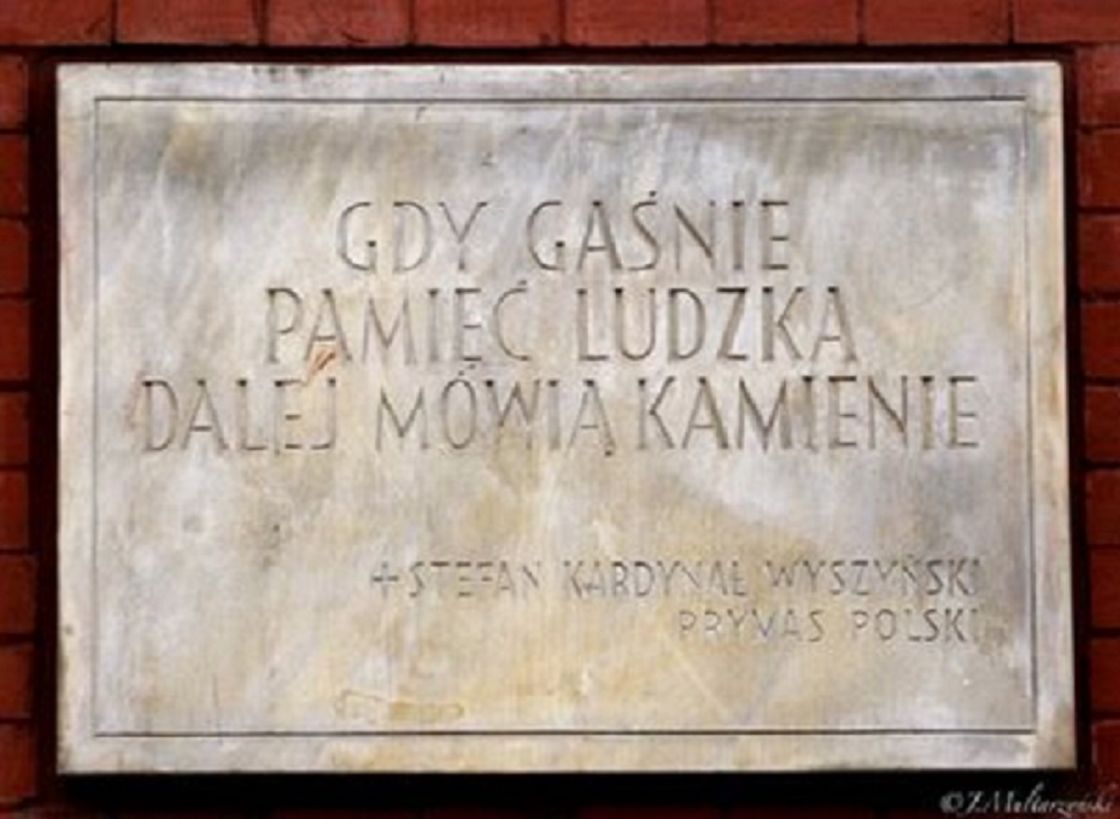 GDY GAŚNIE
PAMIĘĆ LUDZKA
DALEJ MÓWIĄ KAMIENIE
+ STEFAN KARDYNAŁ WYSZYŃSKI
PRYMAS POLSKI